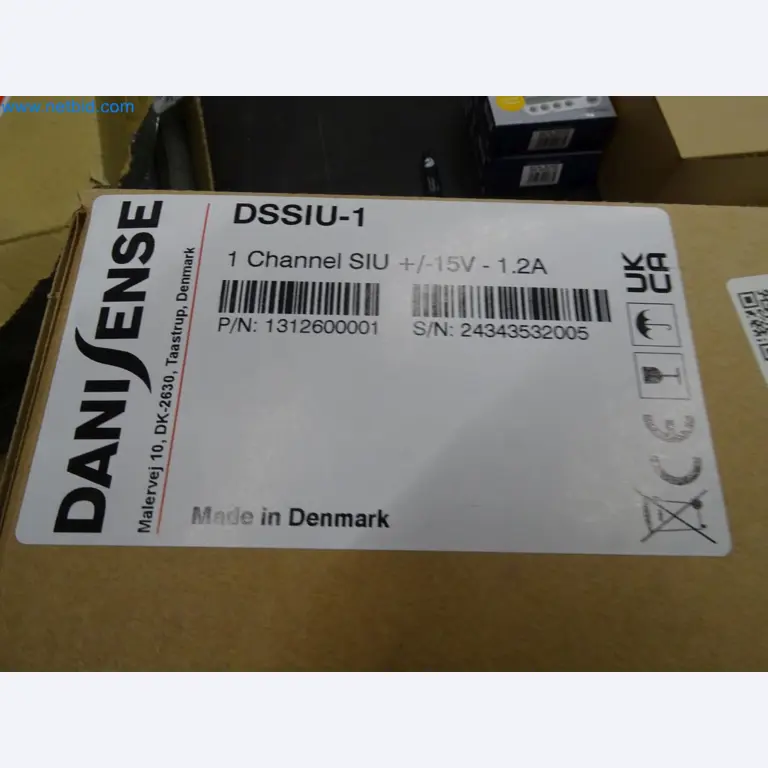 www.netbid.com
DANISENSE
Malervej 10, DK-2630, Taastrup, Denmark
DSSIU-1
1 Channel SIU +/-15V - 1.2A
P/N: 1312600001
S/N: 24343532005
UK
CA
CE
Made in Denmark